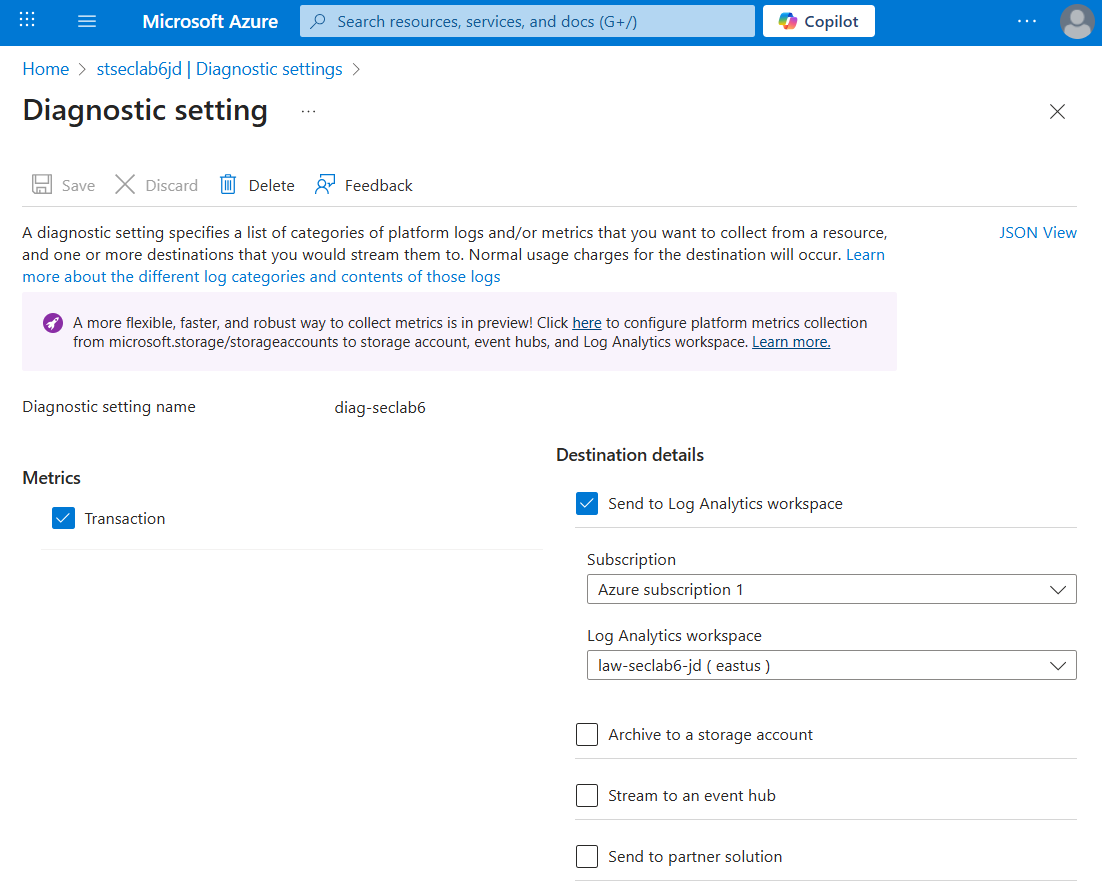 Microsoft Azure
Search resources, services, and docs (G+/)
Copilot
Home > stseclab6jd | Diagnostic settings >
Diagnostic setting ...
Save Discard Delete Feedback
A diagnostic setting specifies a list of categories of platform logs and/or metrics that you want to collect from a resource,
and one or more destinations that you would stream them to. Normal usage charges for the destination will occur. Learn
more about the different log categories and contents of those logs
JSON View
A more flexible, faster, and robust way to collect metrics is in preview! Click here to configure platform metrics collection
from microsoft.storage/storageaccounts to storage account, event hubs, and Log Analytics workspace. Learn more.
Diagnostic setting name diag-seclab6
Metrics
Transaction
Destination details
Send to Log Analytics workspace
Subscription
Azure subscription 1
Log Analytics workspace
law-seclab6-jd ( eastus )
Archive to a storage account
Stream to an event hub
Send to partner solution